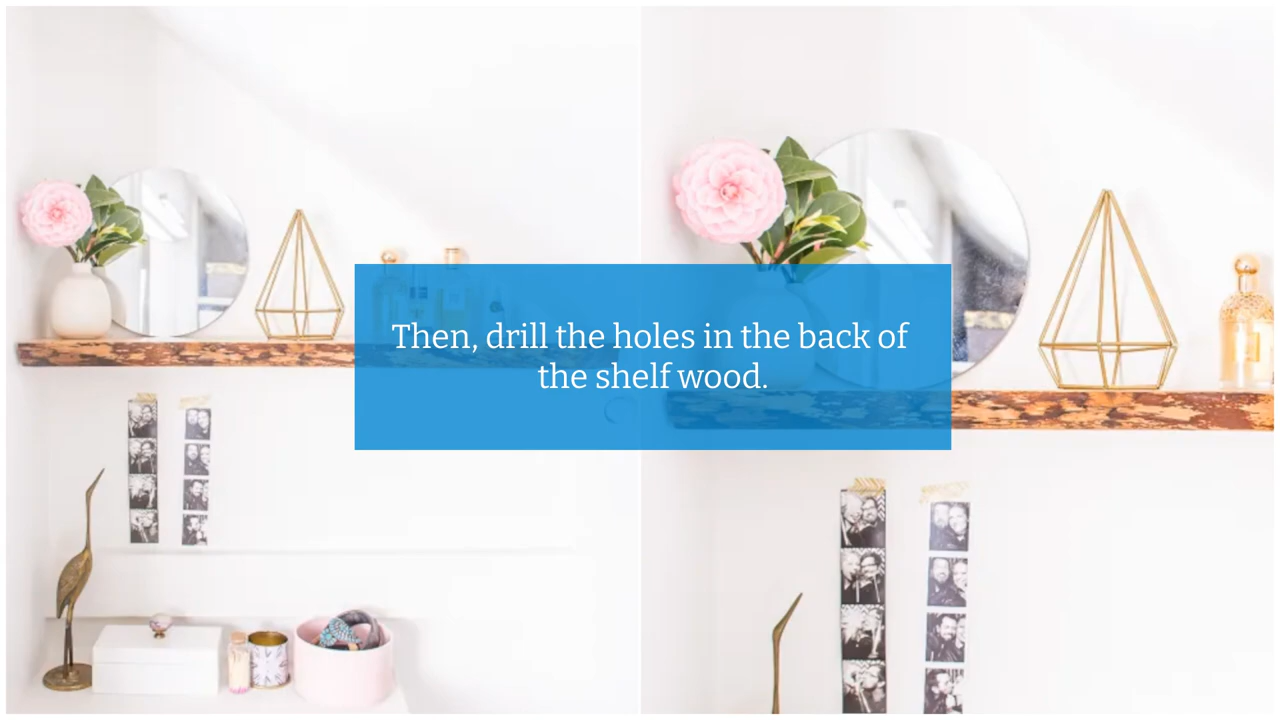 Then, drill the holes in the back of
the shelf wood.